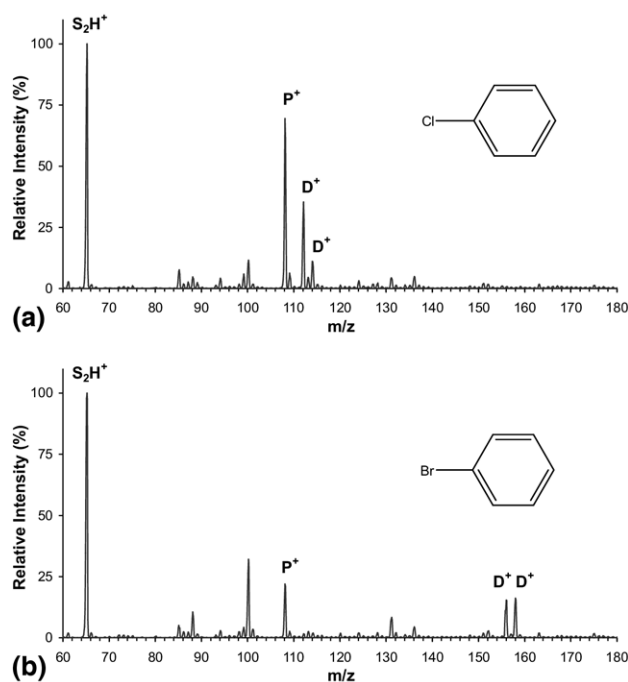 S₂H⁺
100
P⁺
Cl
75
Relative Intensity (%)
50
D⁺
25
D⁺
0
60 70 80 90 100 110 120 130 140 150 160 170 180
(a)
m/z
S₂H⁺
100
Br
75
Relative Intensity (%)
50
P⁺
D⁺ D⁺
25
0
60 70 80 90 100 110 120 130 140 150 160 170 180
(b)
m/z